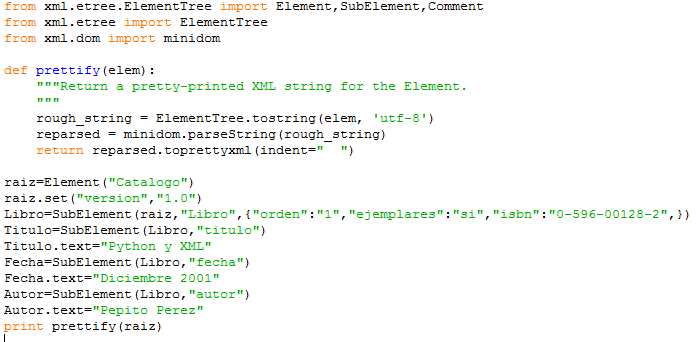 from xml.etree.ElementTree import Element,SubElement,Comment
from xml.etree import ElementTree
from xml.dom import minidom

def prettify(elem):
    """Return a pretty-printed XML string for the Element.
    """
    rough_string = ElementTree.tostring(elem, 'utf-8')
    reparsed = minidom.parseString(rough_string)
    return reparsed.toprettyxml(indent="  ")

raiz=Element("Catalogo")
raiz.set("version","1.0")
Libro=SubElement(raiz,"Libro",{"orden":"1","ejemplares":"si","isbn":"0-596-00128-2",})
Titulo=SubElement(Libro,"titulo")
Titulo.text="Python y XML"
Fecha=SubElement(Libro,"fecha")
Fecha.text="Diciembre 2001"
Autor=SubElement(Libro,"autor")
Autor.text="Pepito Perez"
print prettify(raiz)